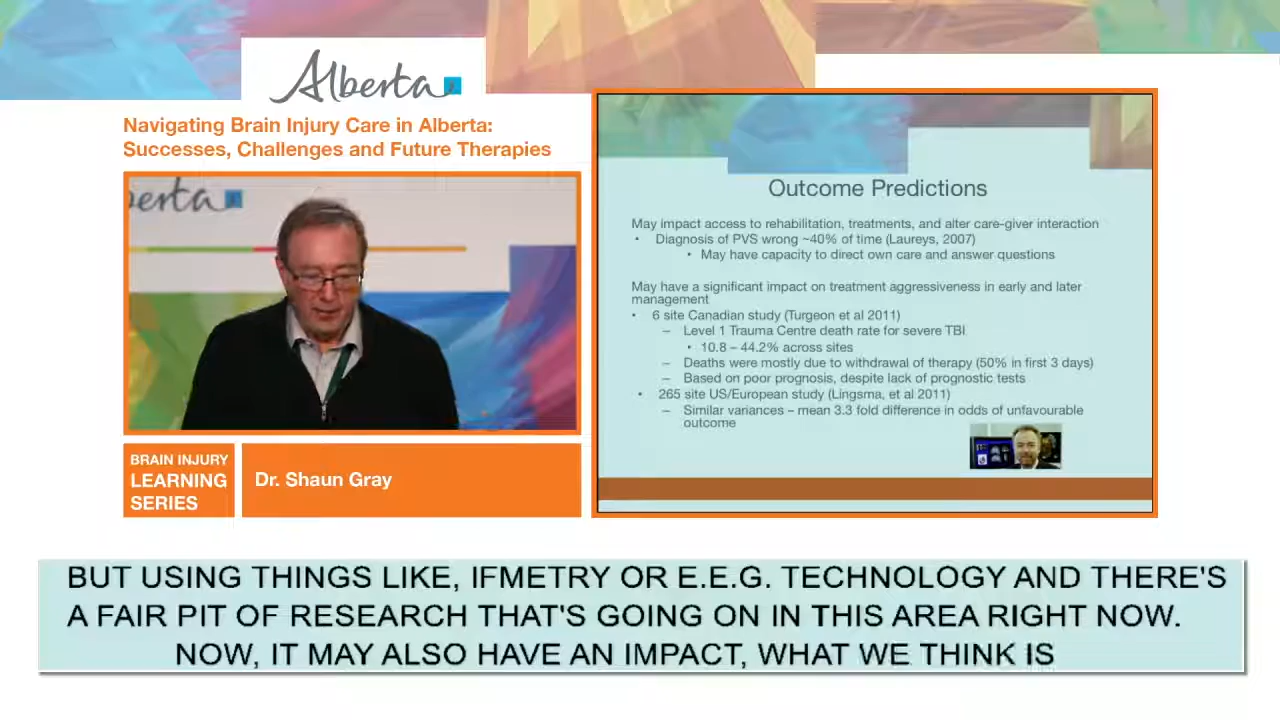 Alberta
Navigating Brain Injury Care in Alberta:
Successes, Challenges and Future Therapies
berta
BRAIN INJURY
LEARNING
SERIES
Dr. Shaun Gray
Outcome Predictions
May impact access to rehabilitation, treatments, and alter care-giver interaction
• Diagnosis of PVS wrong ~40% of time (Laureys, 2007)
• May have capacity to direct own care and answer questions
May have a significant impact on treatment aggressiveness in early and later
management
• 6 site Canadian study (Turgeon et al 2011)
– Level 1 Trauma Centre death rate for severe TBI
• 10.8 – 44.2% across sites
– Deaths were mostly due to withdrawal of therapy (50% in first 3 days)
– Based on poor prognosis, despite lack of prognostic tests
• 265 site US/European study (Lingsma, et al 2011)
– Similar variances – mean 3.3 fold difference in odds of unfavourable
outcome
BUT USING THINGS LIKE, IFMETRY OR E.E.G. TECHNOLOGY AND THERE'S
A FAIR PIT OF RESEARCH THAT'S GOING ON IN THIS AREA RIGHT NOW.
NOW, IT MAY ALSO HAVE AN IMPACT, WHAT WE THINK IS